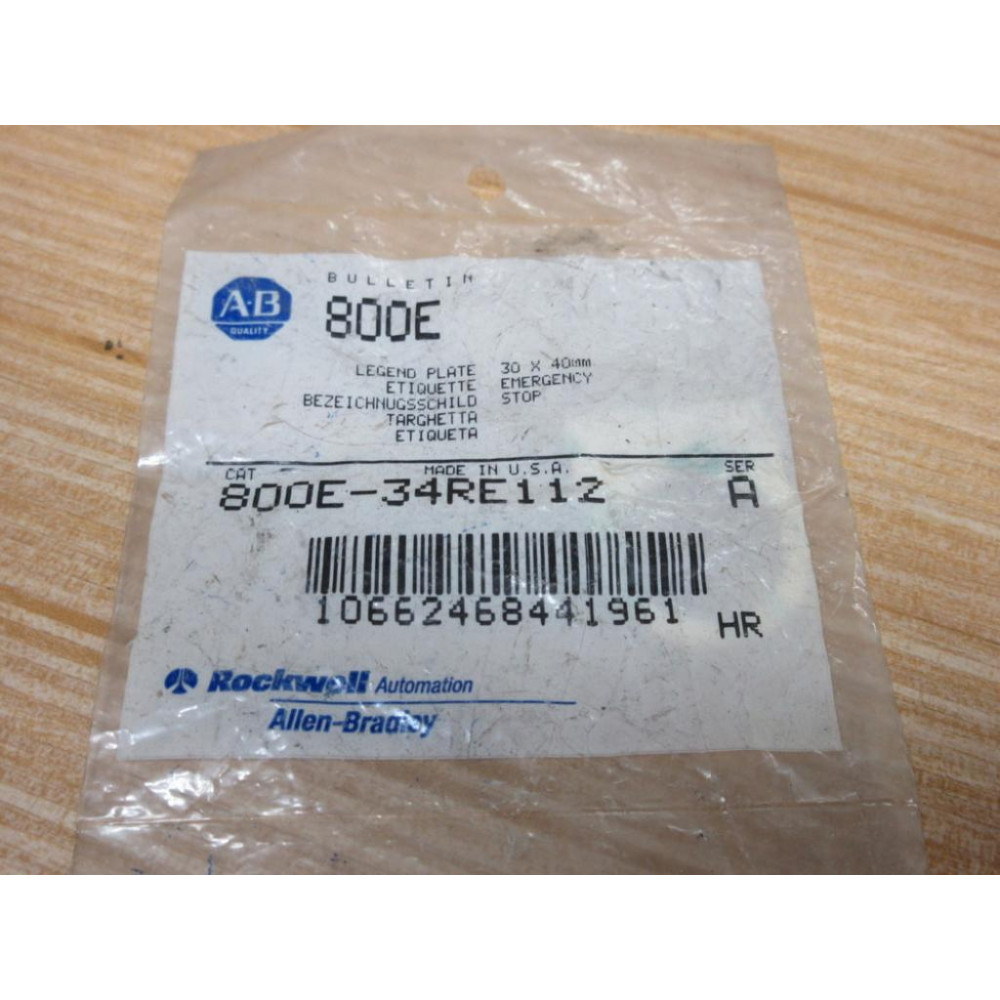 A·B
QUALITY
BULLETIN
800E
LEGEND PLATE 30 X 40mm
ETIQUETTE EMERGENCY
BEZEICHNUGSSCHILD STOP
TARGHETTA
ETIQUETA
CAT MADE IN U.S.A. SER
800E-34RE112 A
10662468441961 HR
Rockwell Automation
Allen-Bradley